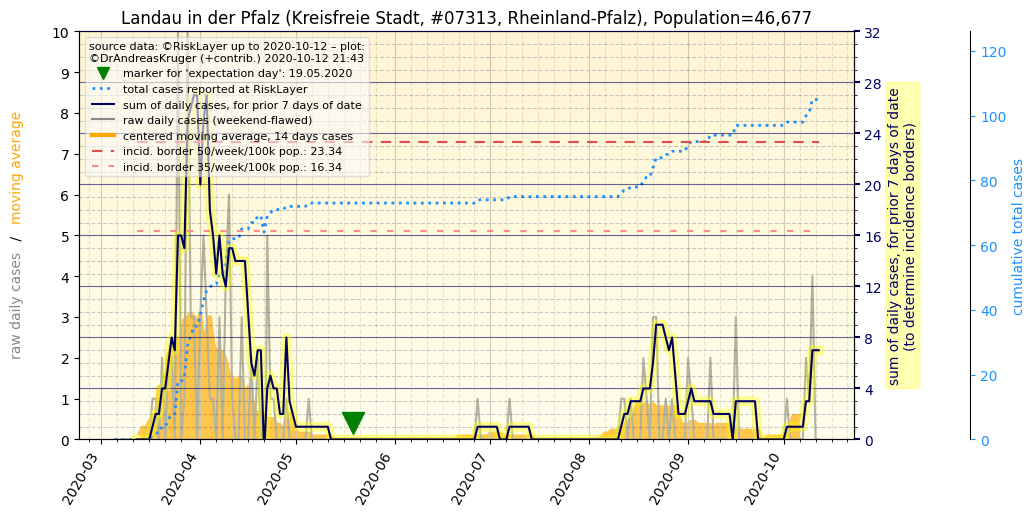 Landau in der Pfalz (Kreisfreie Stadt, #07313, Rheinland-Pfalz), Population=46,677
source data: ©RiskLayer up to 2020-10-12 – plot:
©DrAndreasKruger (+contrib.) 2020-10-12 21:43
marker for 'expectation day': 19.05.2020
total cases reported at RiskLayer
sum of daily cases, for prior 7 days of date
raw daily cases (weekend-flawed)
centered moving average, 14 days cases
incid. border 50/week/100k pop.: 23.34
incid. border 35/week/100k pop.: 16.34
raw daily cases / moving average
10
9
8
7
6
5
4
3
2
1
0
2020-03
2020-04
2020-05
2020-06
2020-07
2020-08
2020-09
2020-10
32
28
24
20
16
12
8
4
0
sum of daily cases, for prior 7 days of date
(to determine incidence borders)
120
100
80
60
40
20
0
cumulative total cases